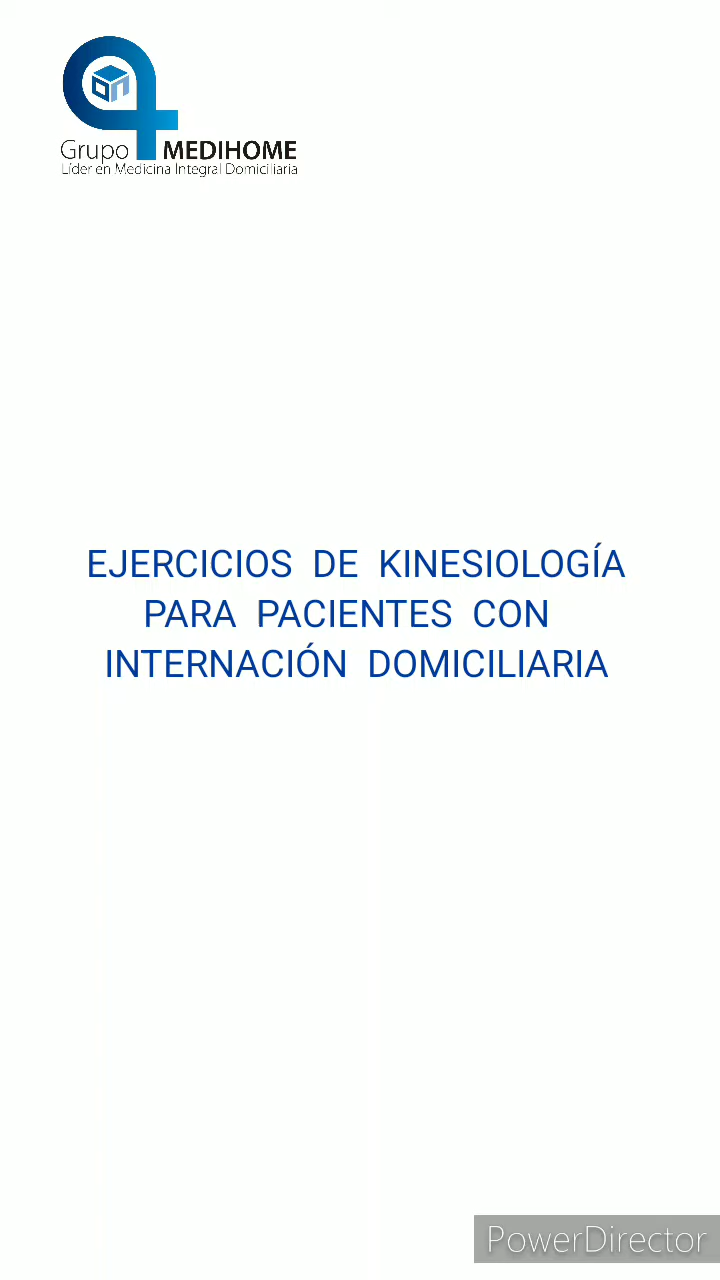 Grupo MEDIHOME
Líder en Medicina Integral Domiciliaria
EJERCICIOS DE KINESIOLOGÍA
PARA PACIENTES CON
INTERNACIÓN DOMICILIARIA
PowerDirector